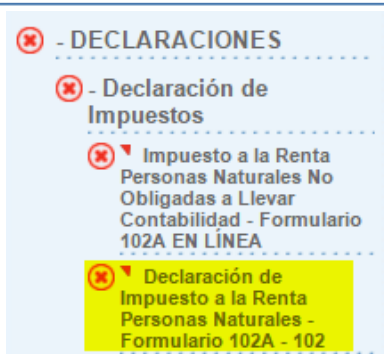 - DECLARACIONES
- Declaración de
Impuestos
Impuesto a la Renta
Personas Naturales No
Obligadas a Llevar
Contabilidad - Formulario
102A EN LÍNEA
Declaración de
Impuesto a la Renta
Personas Naturales -
Formulario 102A - 102